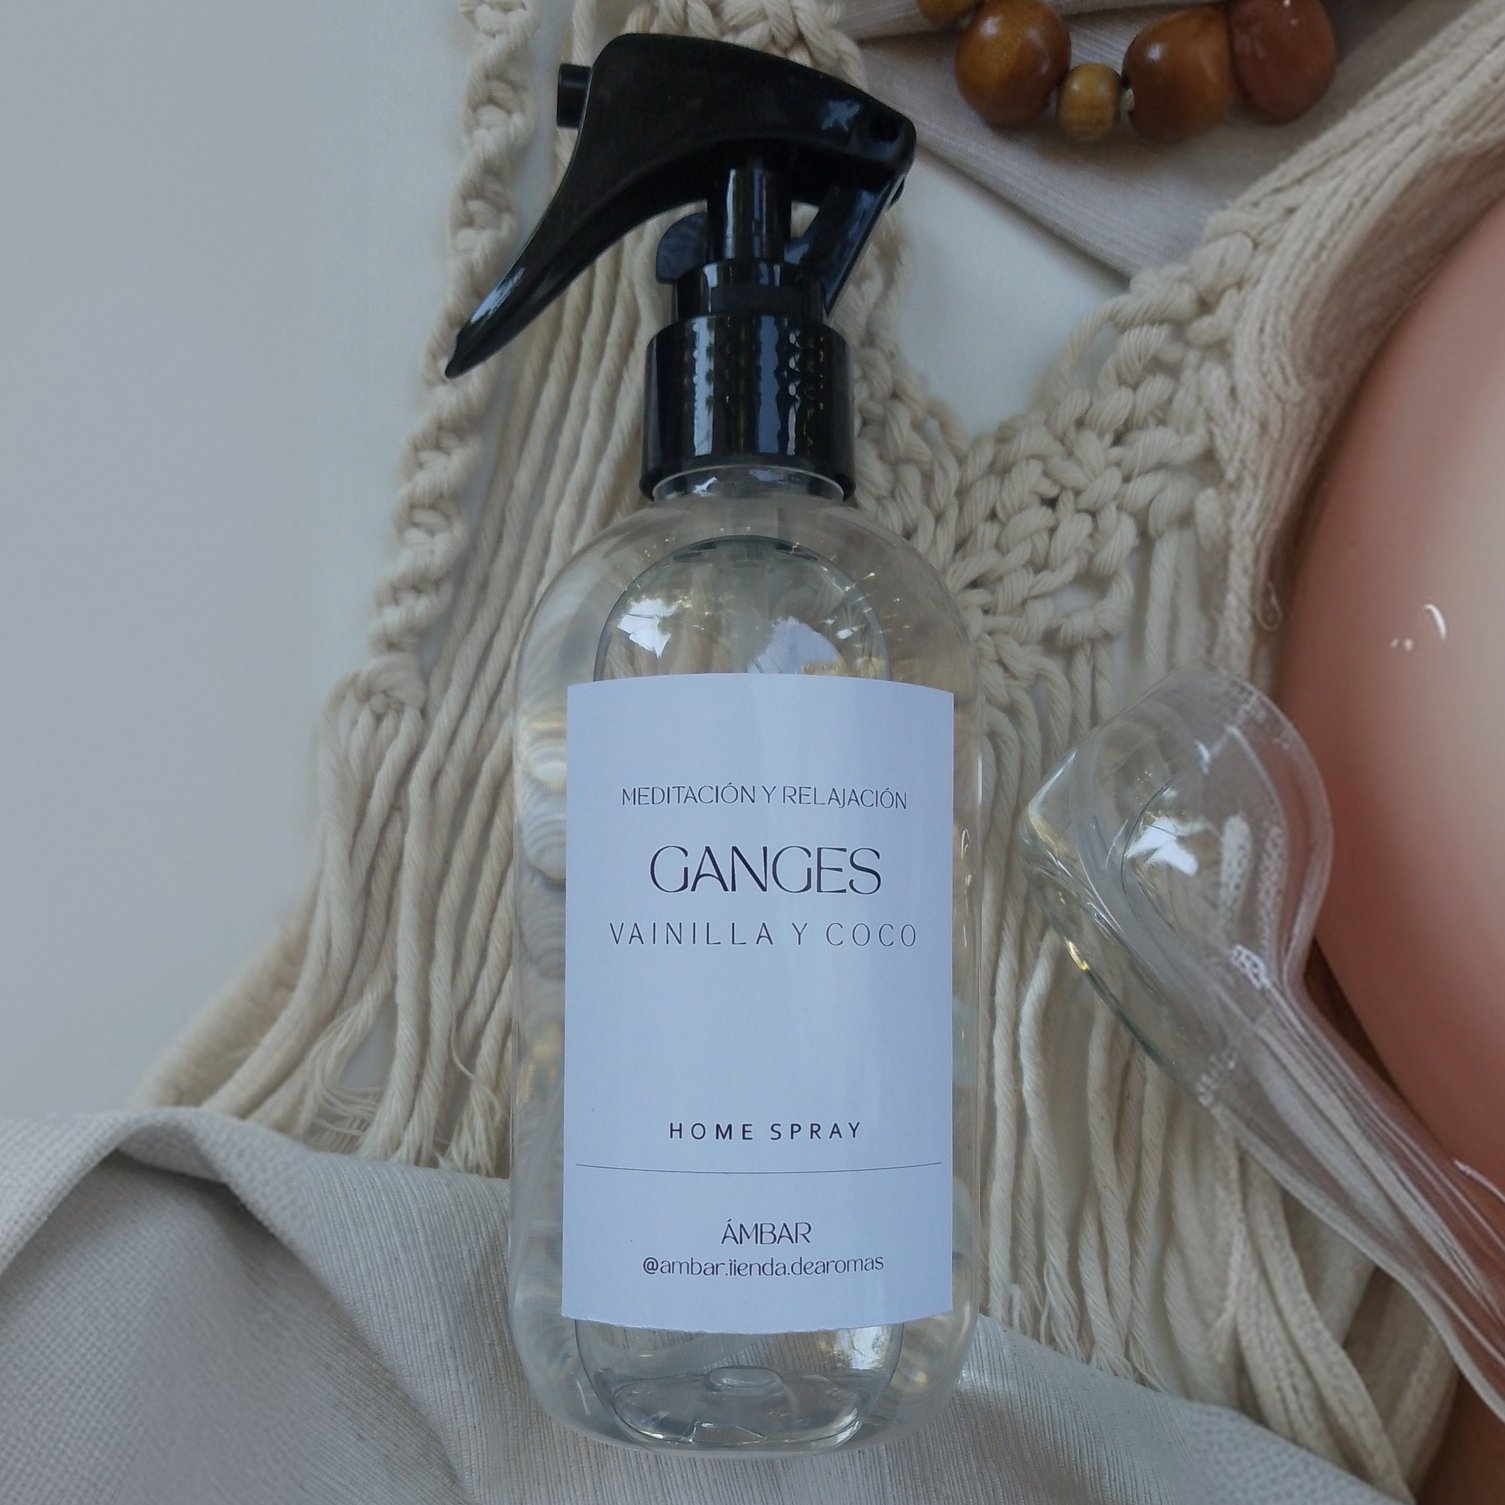 MEDITACIÓN Y RELAJACIÓN
GANGES
VAINILLA Y COCO
HOME SPRAY
ÁMBAR
@ambar.tienda.dearomas